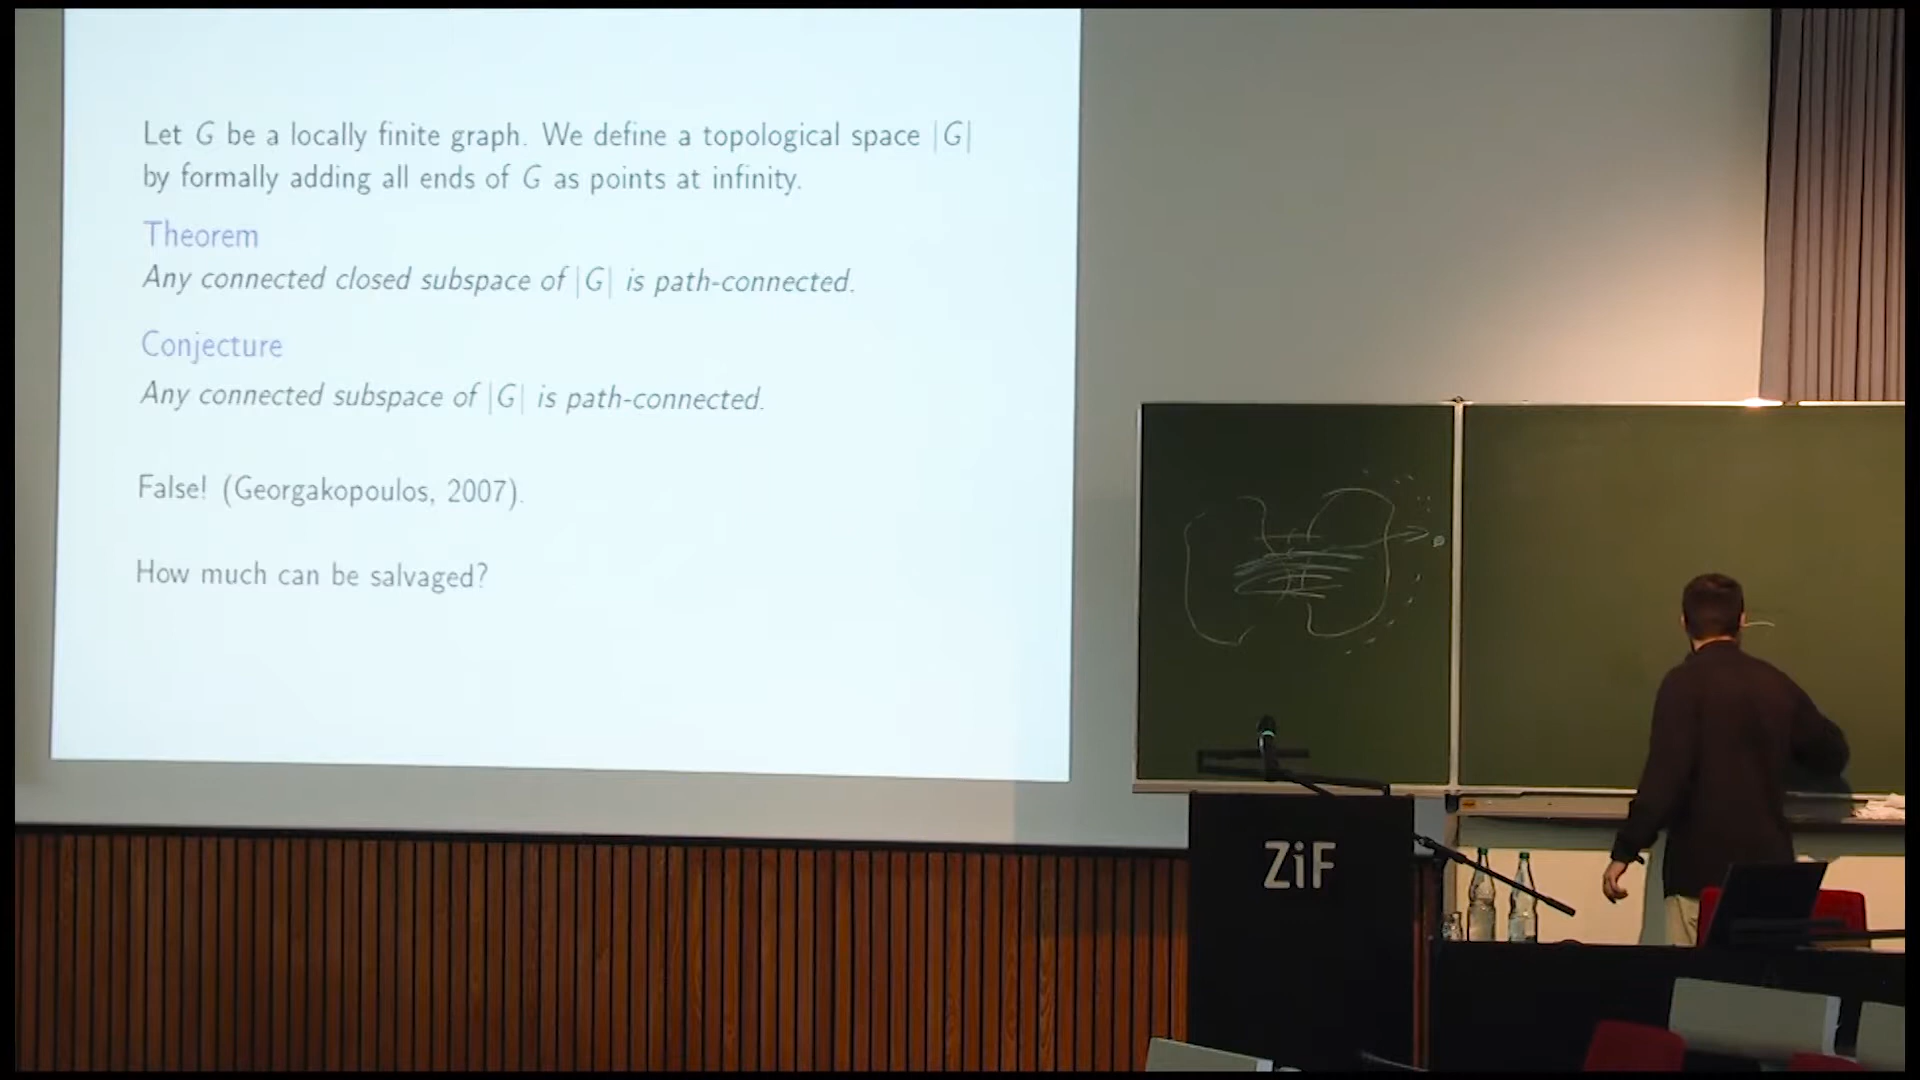 Let G be a locally finite graph. We define a topological space |G|
by formally adding all ends of G as points at infinity.
Theorem
Any connected closed subspace of |G| is path-connected.
Conjecture
Any connected subspace of |G| is path-connected.
False! (Georgakopoulos, 2007).
How much can be salvaged?
ZiF